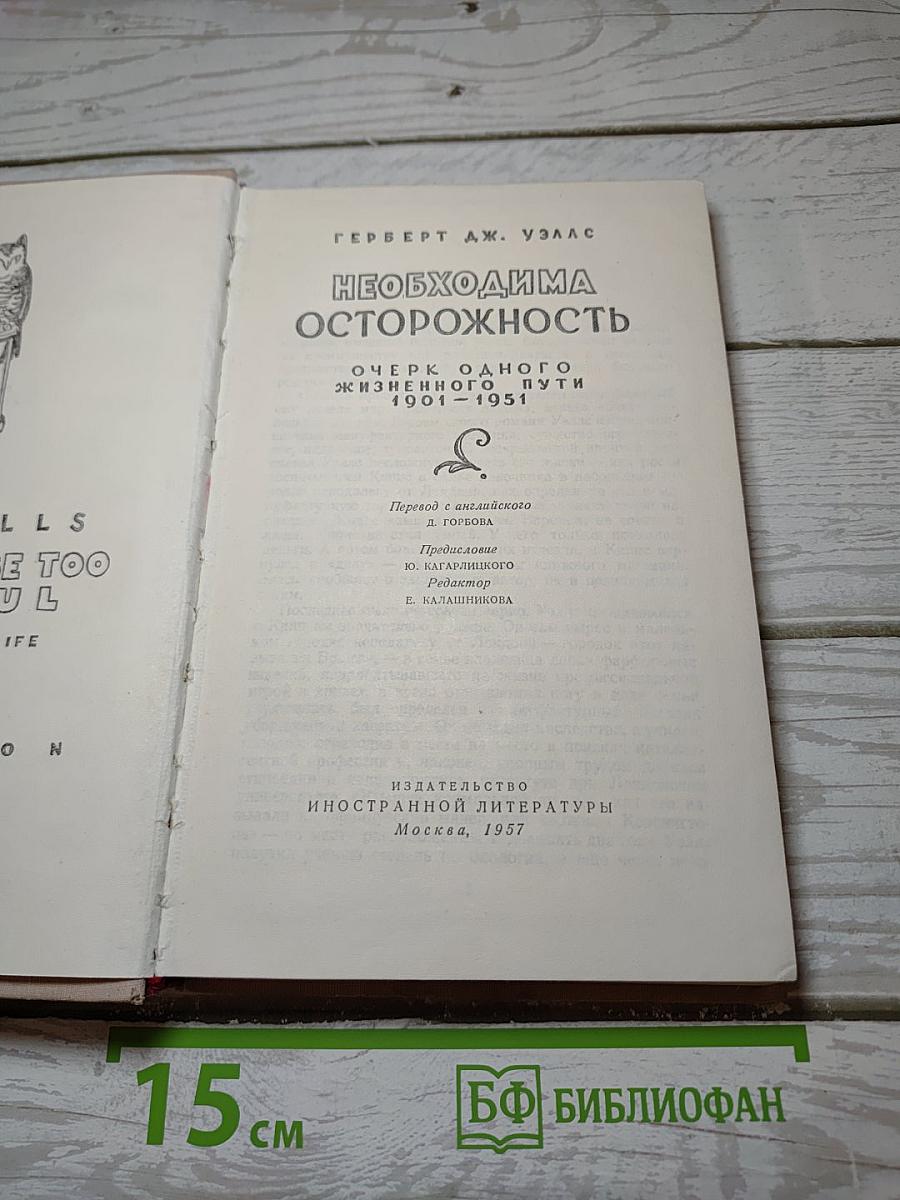 LLS
E TOO
UL
IFE
ON
ГЕРБЕРТ ДЖ. УЭЛЛС
НЕОБХОДИМА
ОСТОРОЖНОСТЬ
ОЧЕРК ОДНОГО
ЖИЗНЕННОГО ПУТИ
1901—1951
Перевод с английского
Д. ГОРБОВА
Предисловие
Ю. КАГАРЛИЦКОГО
Редактор
Е. КАЛАШНИКОВА
ИЗДАТЕЛЬСТВО
ИНОСТРАННОЙ ЛИТЕРАТУРЫ
Москва, 1957
15 см
БФ БИБЛИОФАН